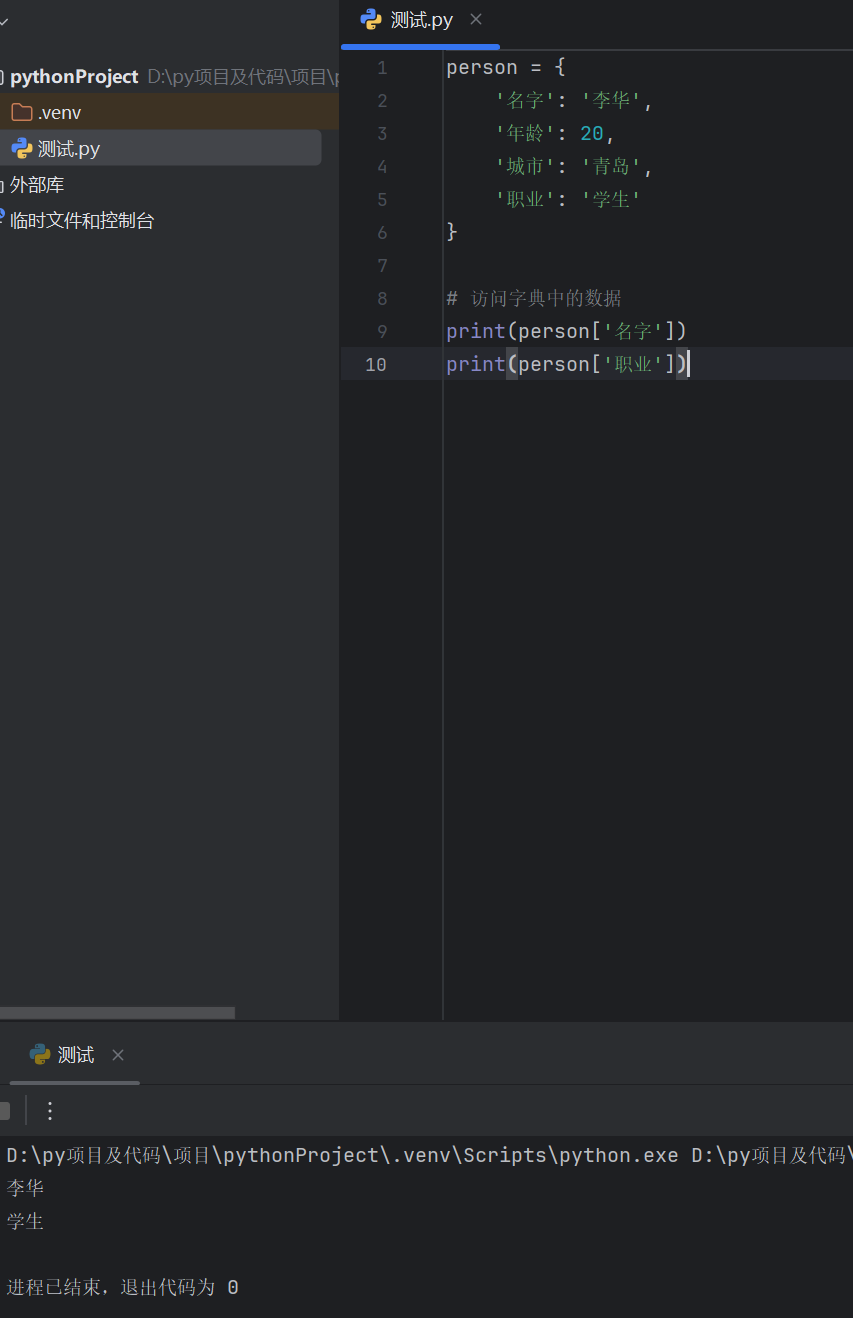 测试.py
pythonProject D:\py项目及代码\项目\
.venv
测试.py
外部库
临时文件和控制台
1 person = {
2 '名字': '李华',
3 '年龄': 20,
4 '城市': '青岛',
5 '职业': '学生'
6 }
7
8 # 访问字典中的数据
9 print(person['名字'])
10 print(person['职业'])
测试
D:\py项目及代码\项目\pythonProject\.venv\Scripts\python.exe D:\py项目及代码\
李华
学生
进程已结束，退出代码为 0